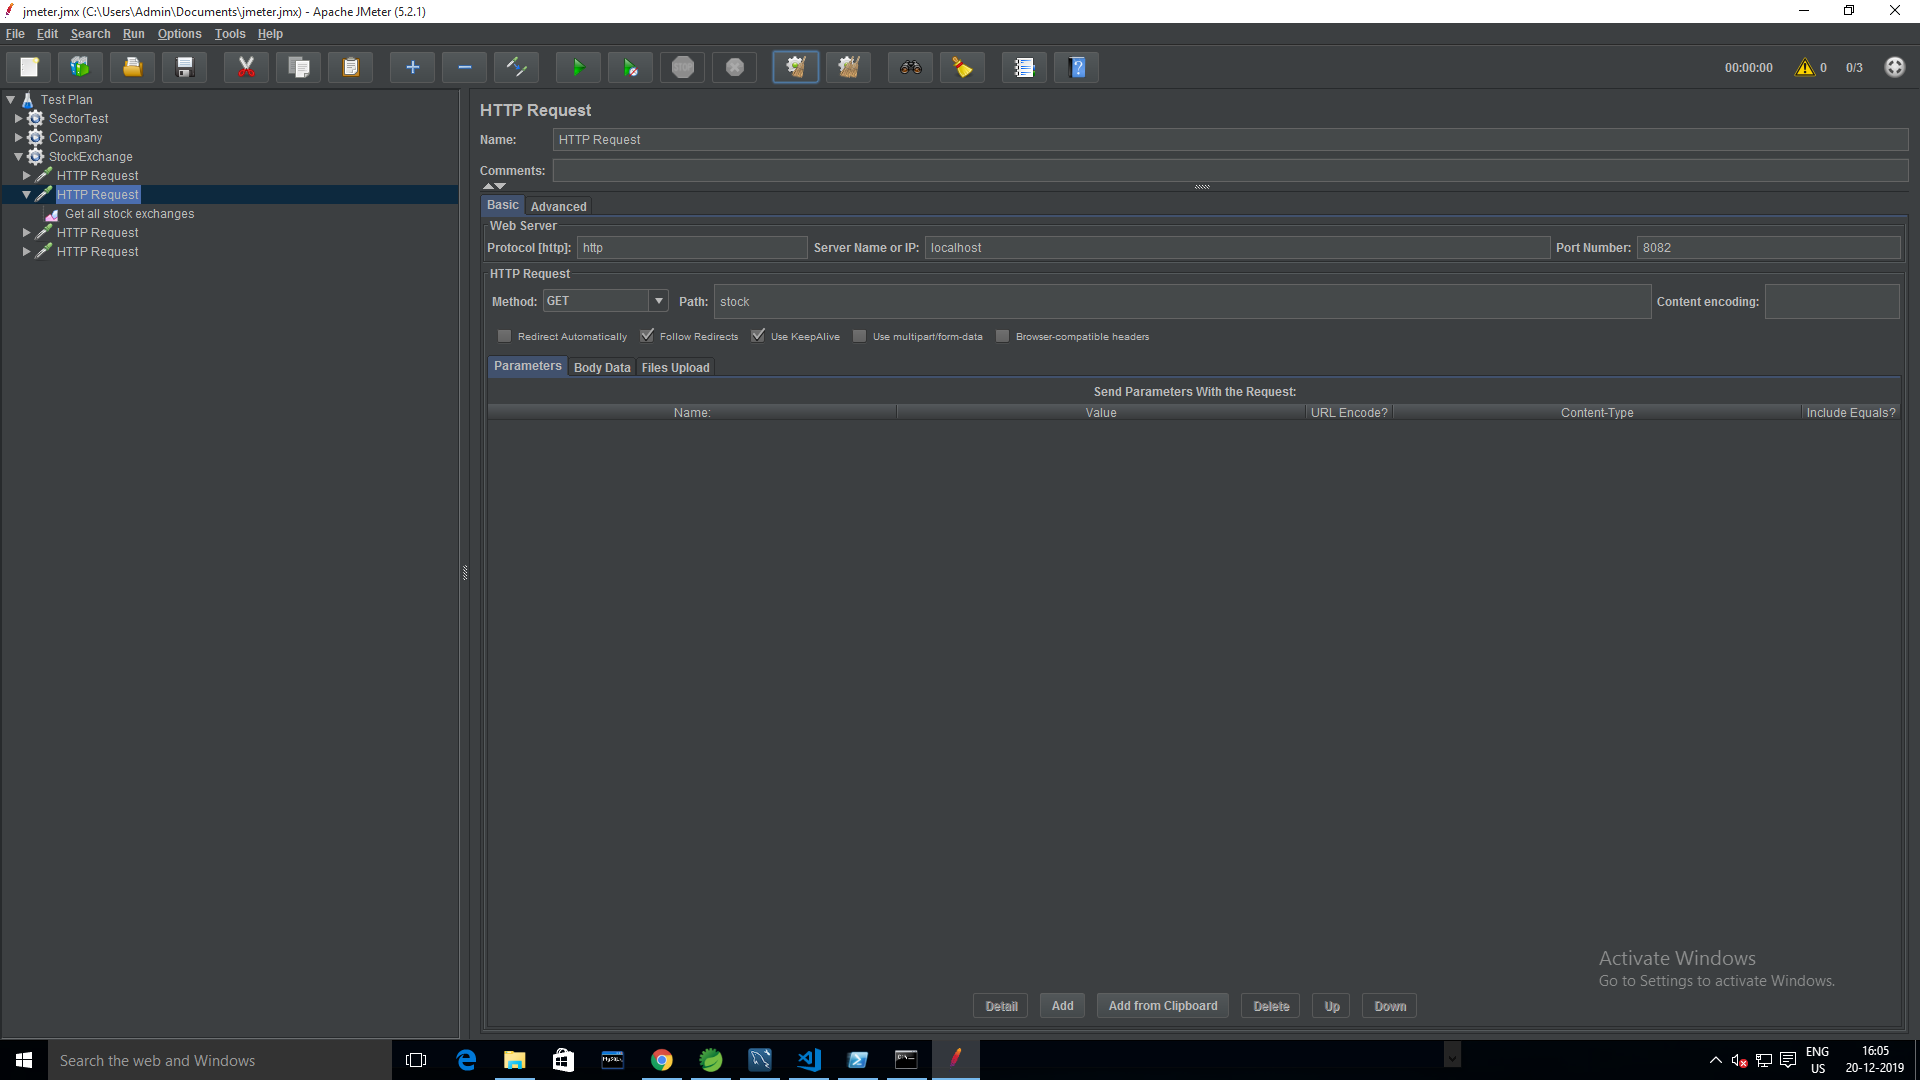 jmeter.jmx (C:\Users\Admin\Documents\jmeter.jmx) - Apache JMeter (5.2.1)
File Edit Search Run Options Tools Help
STOP
00:00:00 0 0/3
Test Plan
SectorTest
Company
StockExchange
HTTP Request
HTTP Request
Get all stock exchanges
HTTP Request
HTTP Request
HTTP Request
Name: HTTP Request
Comments:
Basic Advanced
Web Server
Protocol [http]: http Server Name or IP: localhost Port Number: 8082
HTTP Request
Method: GET Path: stock Content encoding:
Redirect Automatically Follow Redirects Use KeepAlive Use multipart/form-data Browser-compatible headers
Parameters Body Data Files Upload
Send Parameters With the Request:
Name: Value URL Encode? Content-Type Include Equals?
Activate Windows
Go to Settings to activate Windows.
Detail Add Add from Clipboard Delete Up Down
Search the web and Windows
MySQL
ENG
US
16:05
20-12-2019